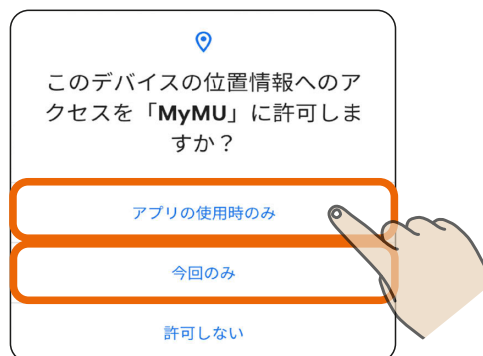 このデバイスの位置情報へのア
クセスを「MyMU」に許可しま
すか？
アプリの使用時のみ
今回のみ
許可しない